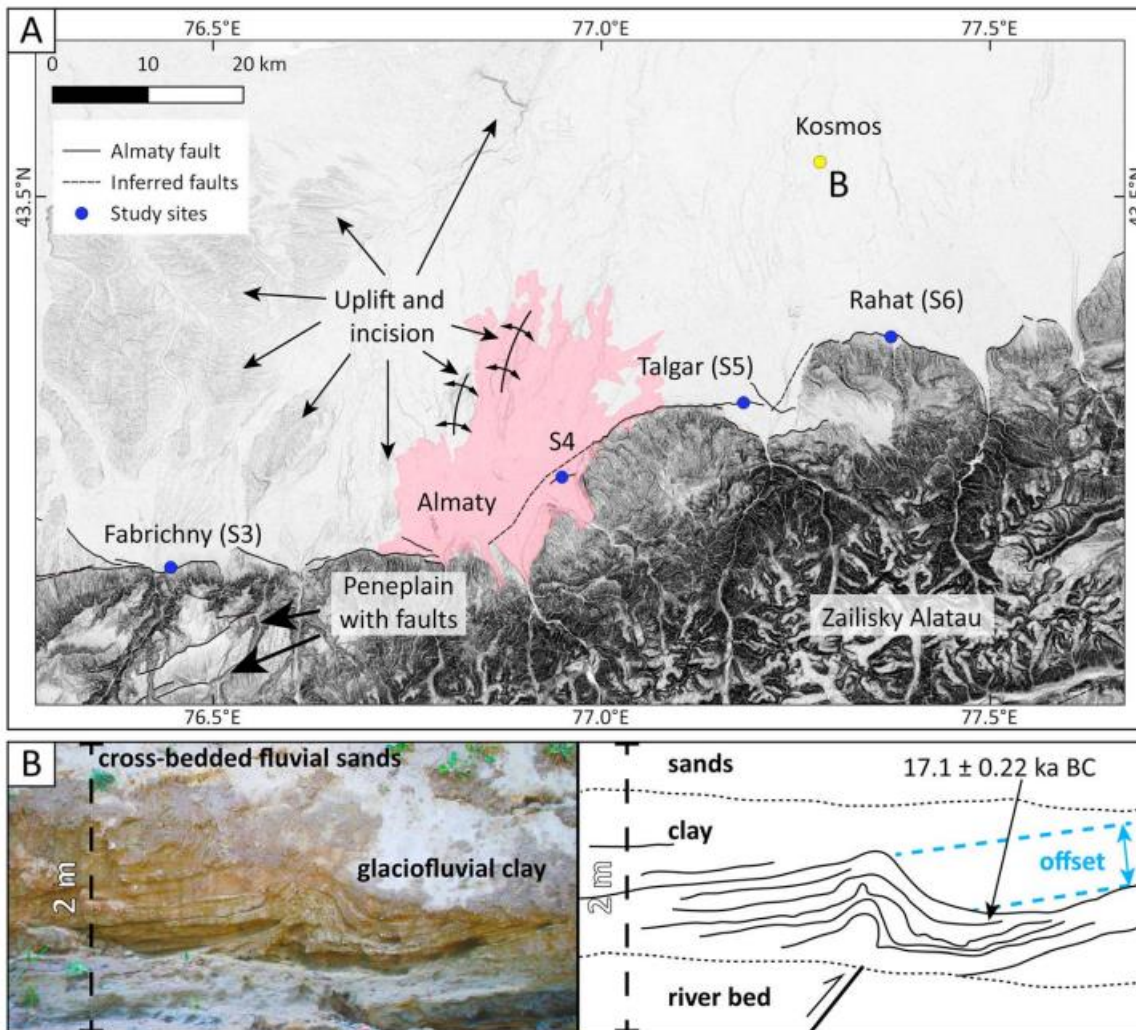 A
76.5°E
77.0°E
77.5°E
0
10
20 km
Almaty fault
Inferred faults
Study sites
43.5°N
43.5°N
Kosmos
B
Uplift and
incision
Rahat (S6)
Talgar (S5)
S4
Almaty
Fabrichny (S3)
Peneplain
with faults
Zailisky Alatau
76.5°E
77.0°E
77.5°E
B
cross-bedded fluvial sands
glaciofluvial clay
2 m
sands
17.1 ± 0.22 ka BC
clay
offset
2 m
river bed